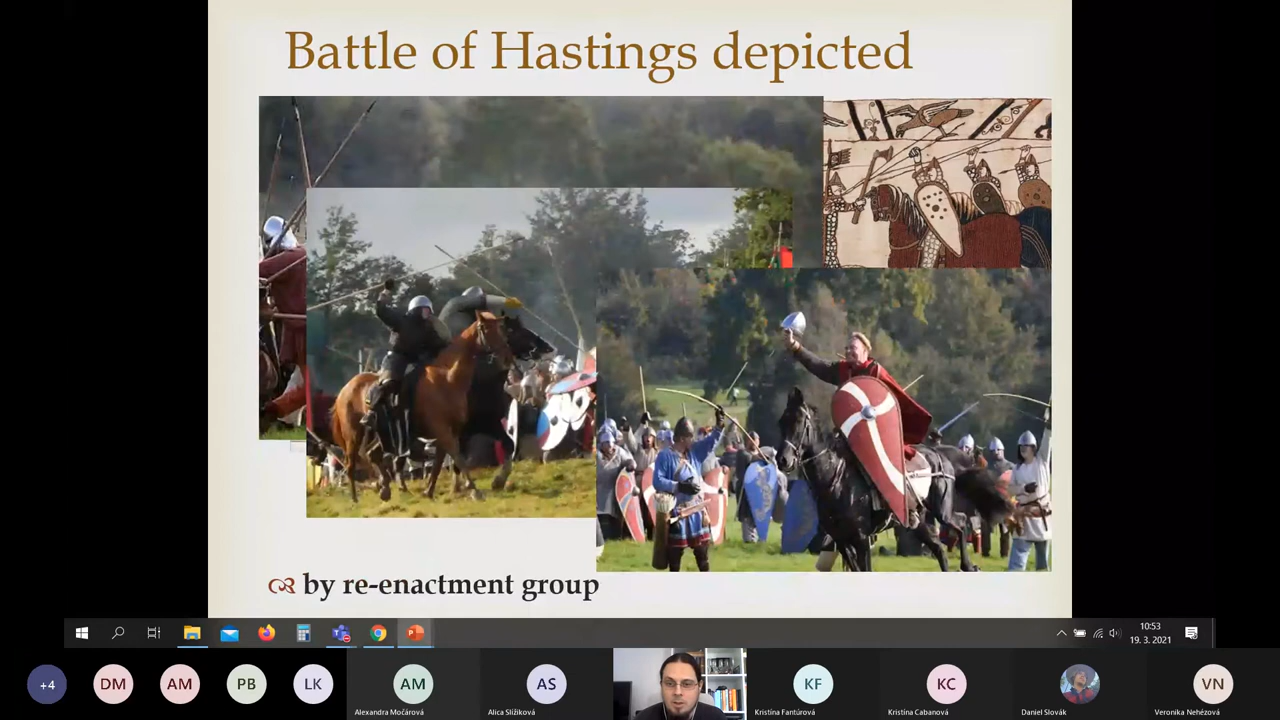 Battle of Hastings depicted
by re-enactment group
10:53
19. 3. 2021
+4
DM
AM
PB
LK
AM
Alexandra Močárová
AS
Alica Slížiková
KF
Kristína Fantúrová
KC
Kristína Cabanová
Daniel Slovák
VN
Veronika Nehézová